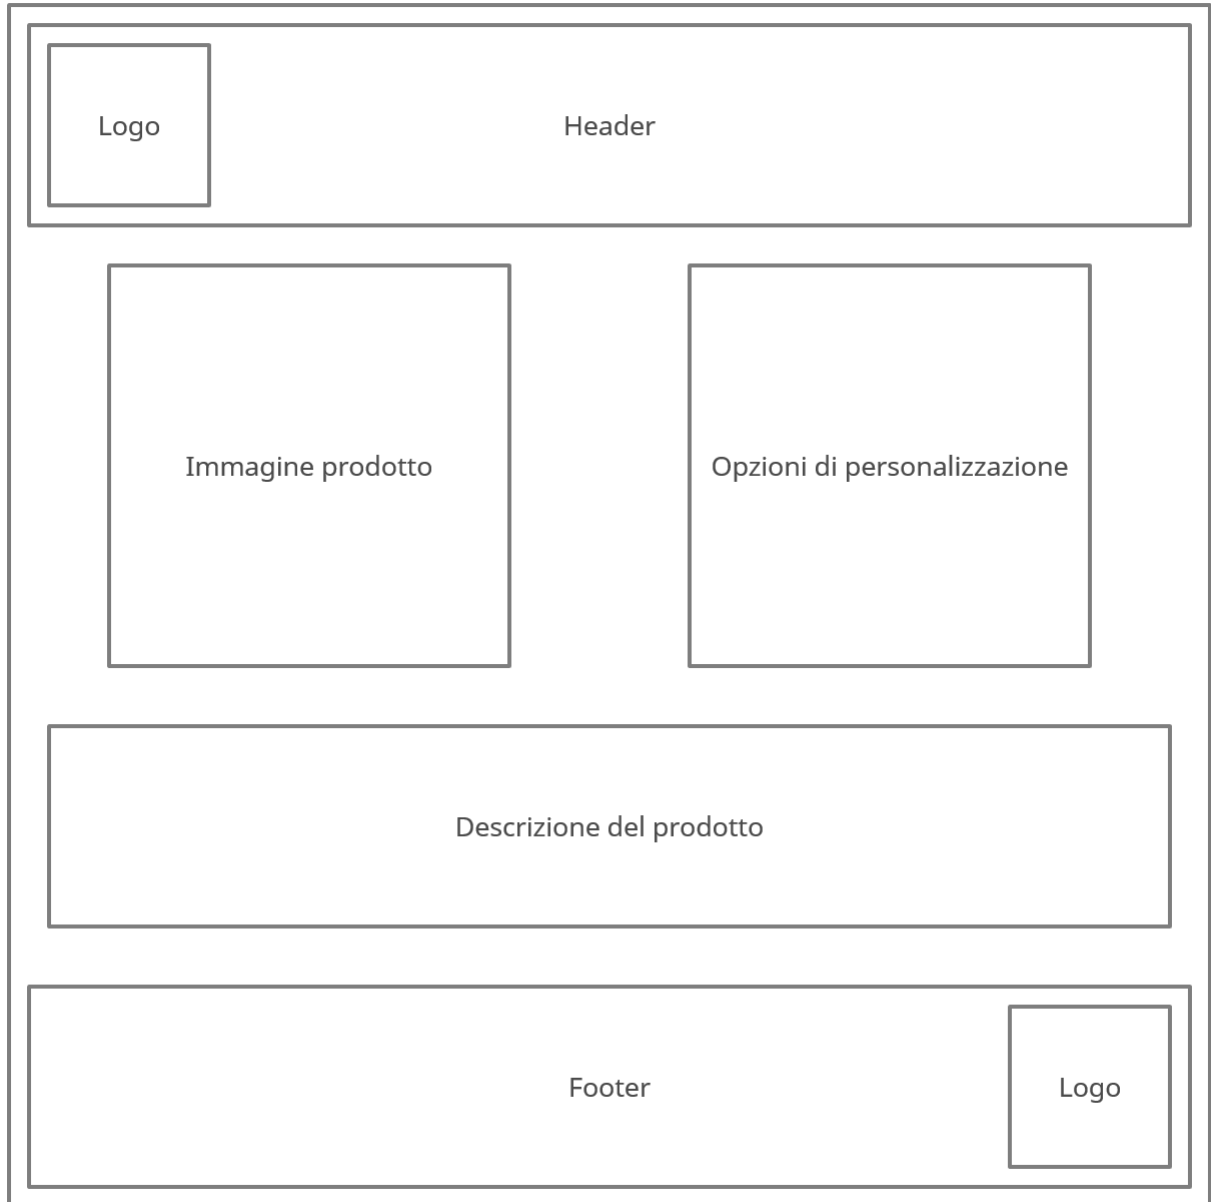 Logo
Header
Immagine prodotto
Opzioni di personalizzazione
Descrizione del prodotto
Footer
Logo